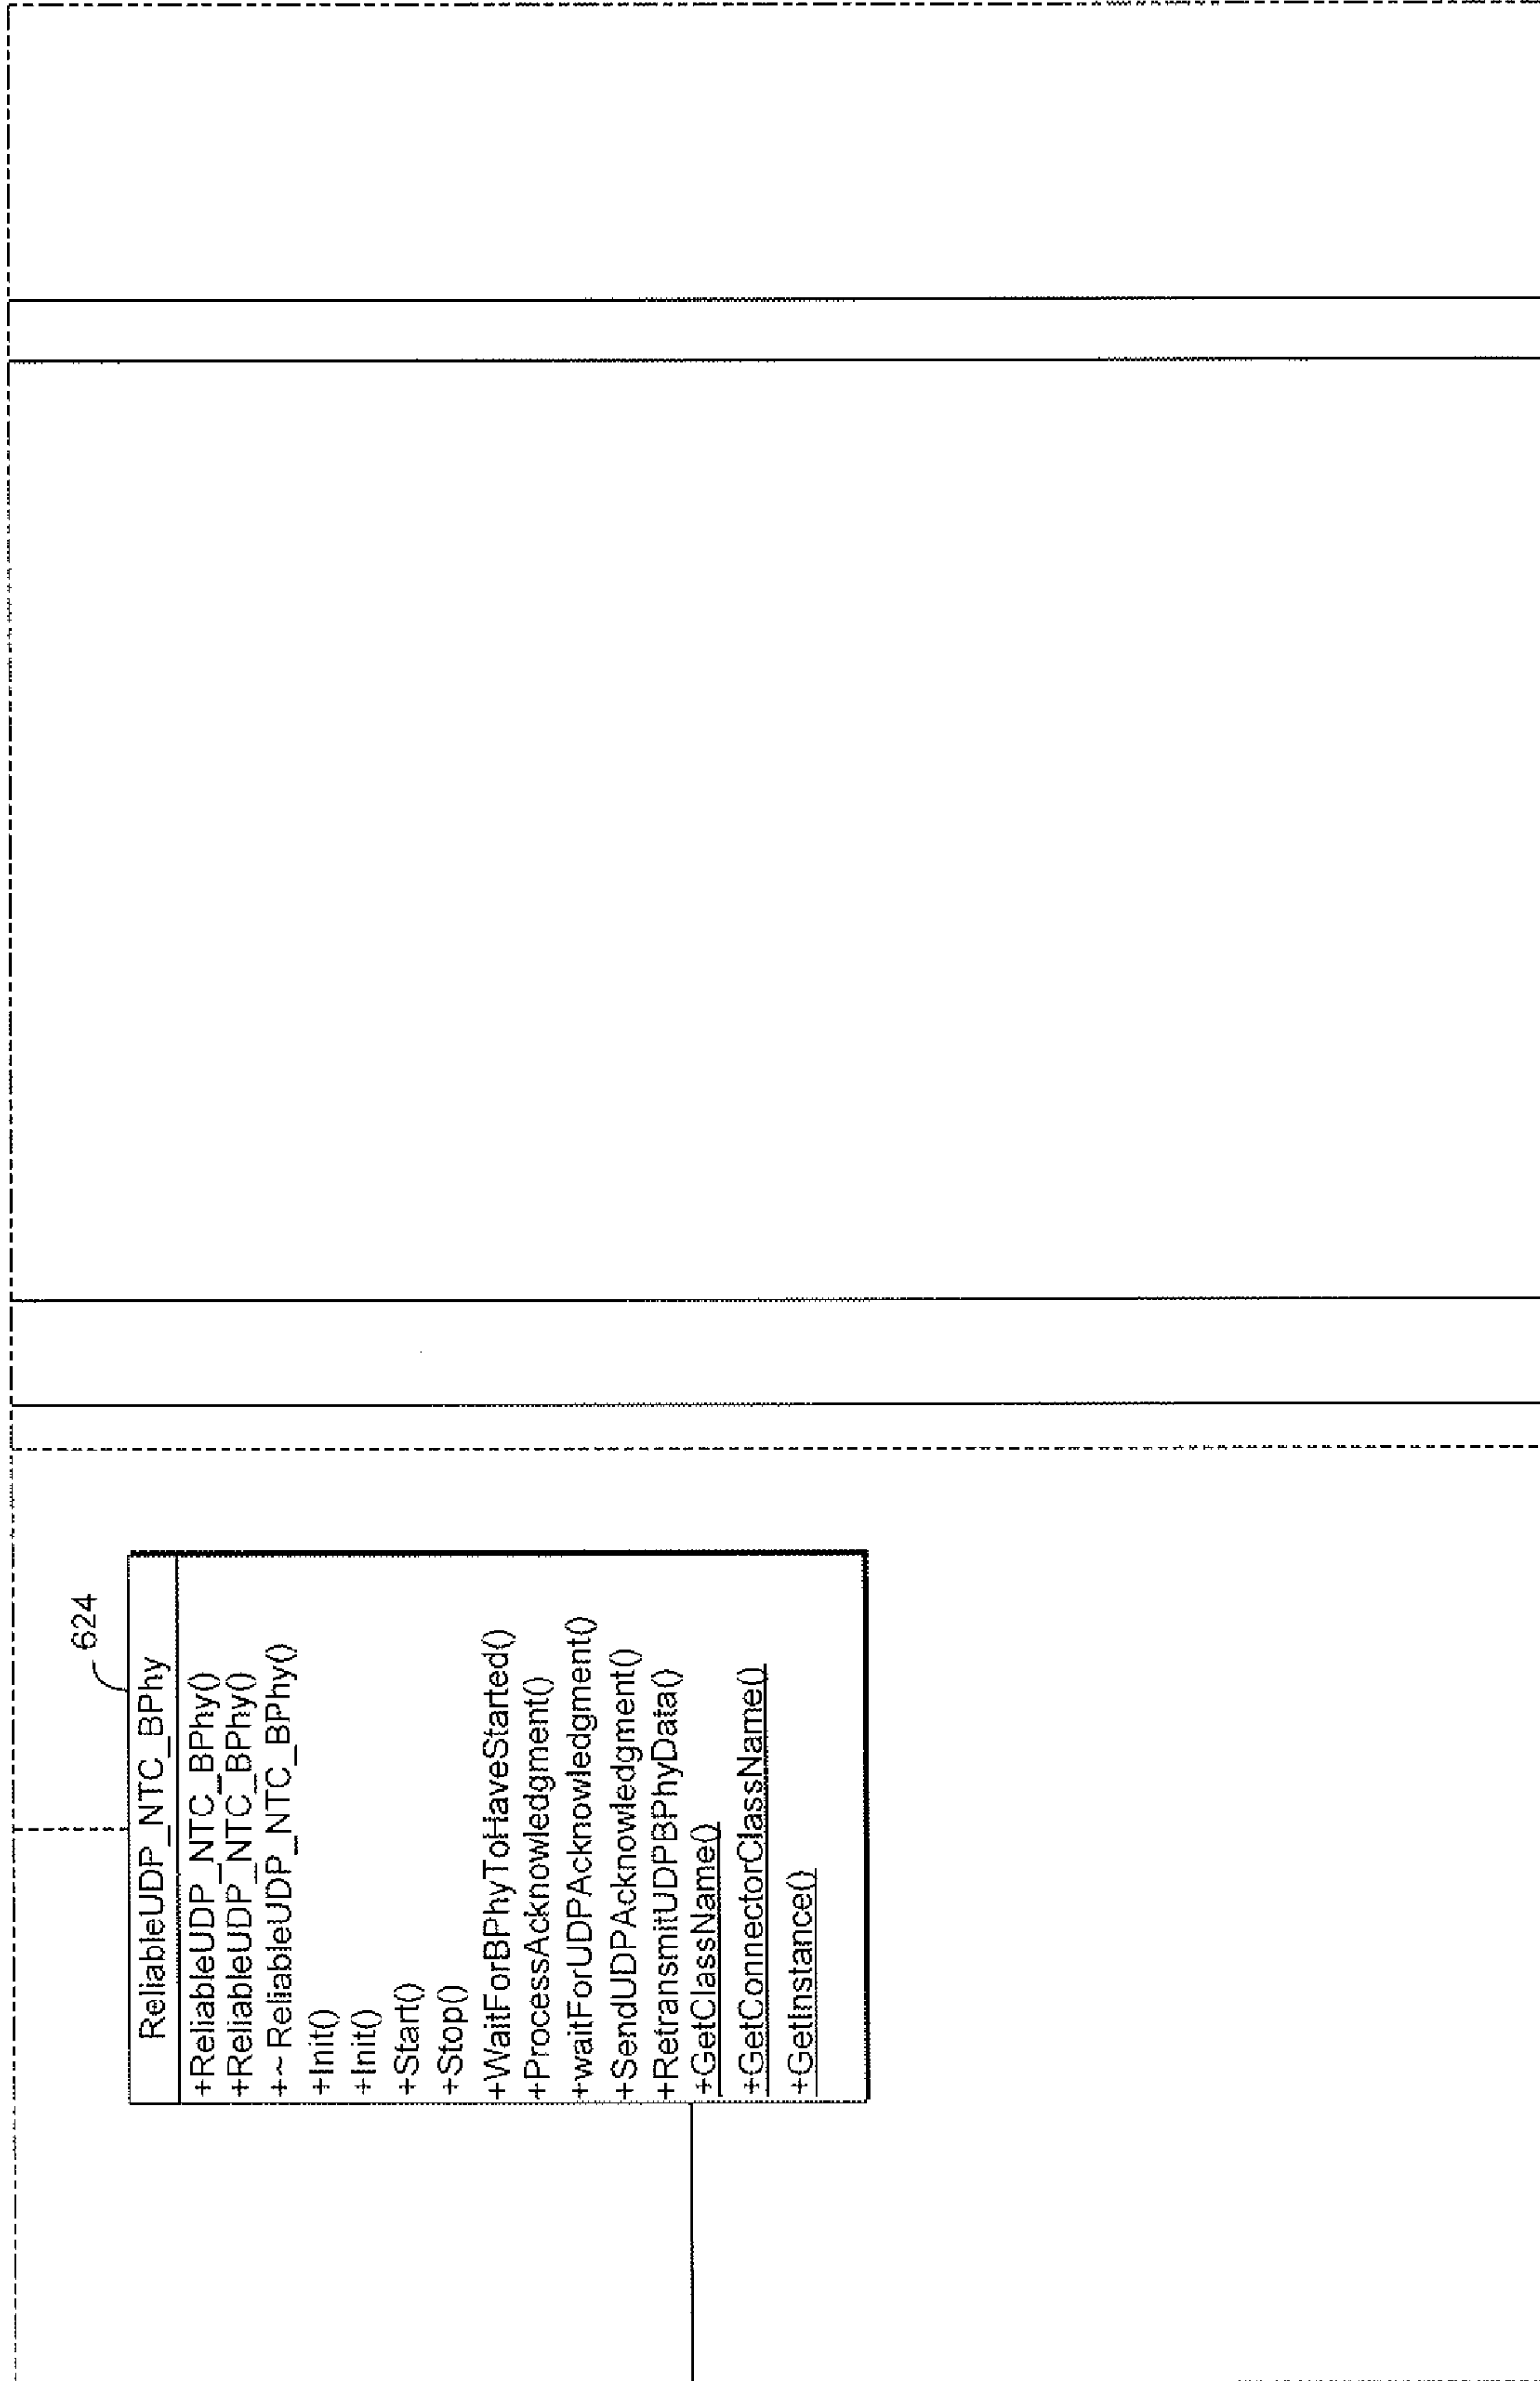 624
ReliableUDP_NTC_BPhy
+ReliableUDP_NTC_BPhy()
+ReliableUDP_NTC_BPhy()
+~ReliableUDP_NTC_BPhy()
+Init()
+Init()
+Start()
+Stop()
+WaitForBPhyToHaveStarted()
+ProcessAcknowledgment()
+waitForUDPAcknowledgment()
+SendUDPAcknowledgment()
+RetransmitUDPBPhyData()
+GetClassName()
+GetConnectorClassName()
+GetInstance()